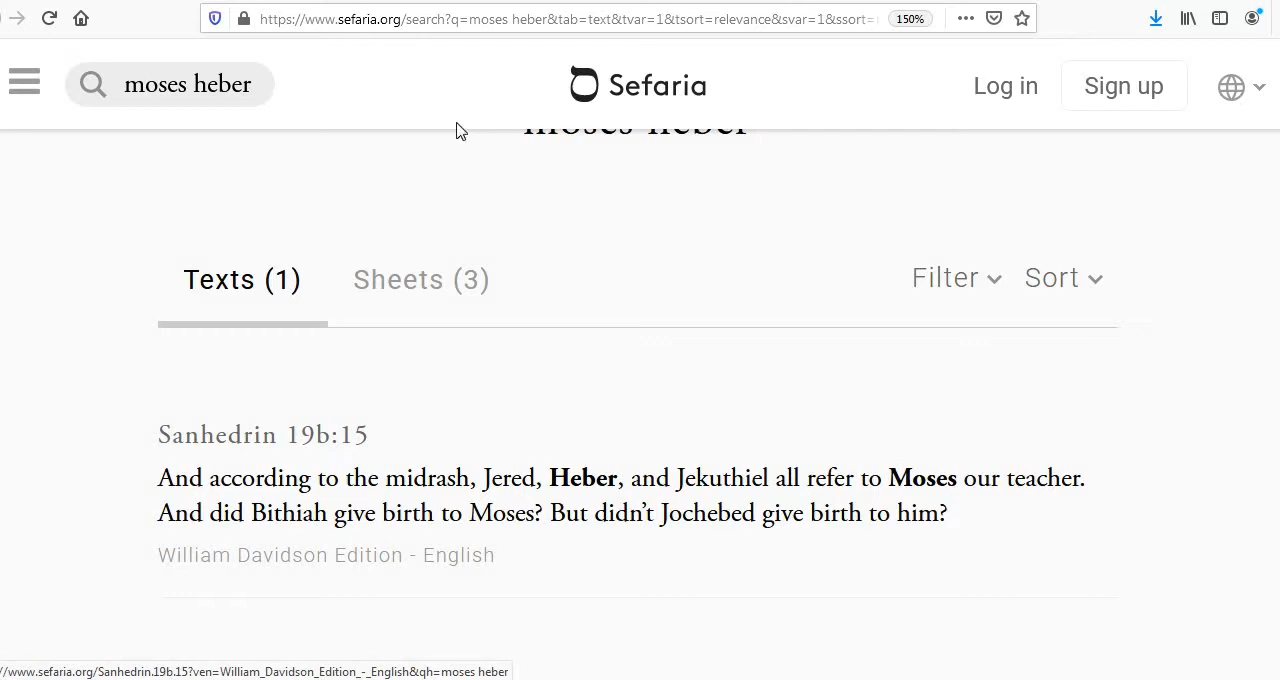 https://www.sefaria.org/search?q=moses heber&tab=text&tvar=1&tsort=relevance&svar=1&ssort=
150%
moses heber
Sefaria
Log in
Sign up
moses heber
Texts (1)
Sheets (3)
Filter
Sort
Sanhedrin 19b:15
And according to the midrash, Jered, Heber, and Jekuthiel all refer to Moses our teacher.
And did Bithiah give birth to Moses? But didn’t Jochebed give birth to him?
William Davidson Edition - English
//www.sefaria.org/Sanhedrin.19b.15?ven=William_Davidson_Edition_-_English&qh=moses heber